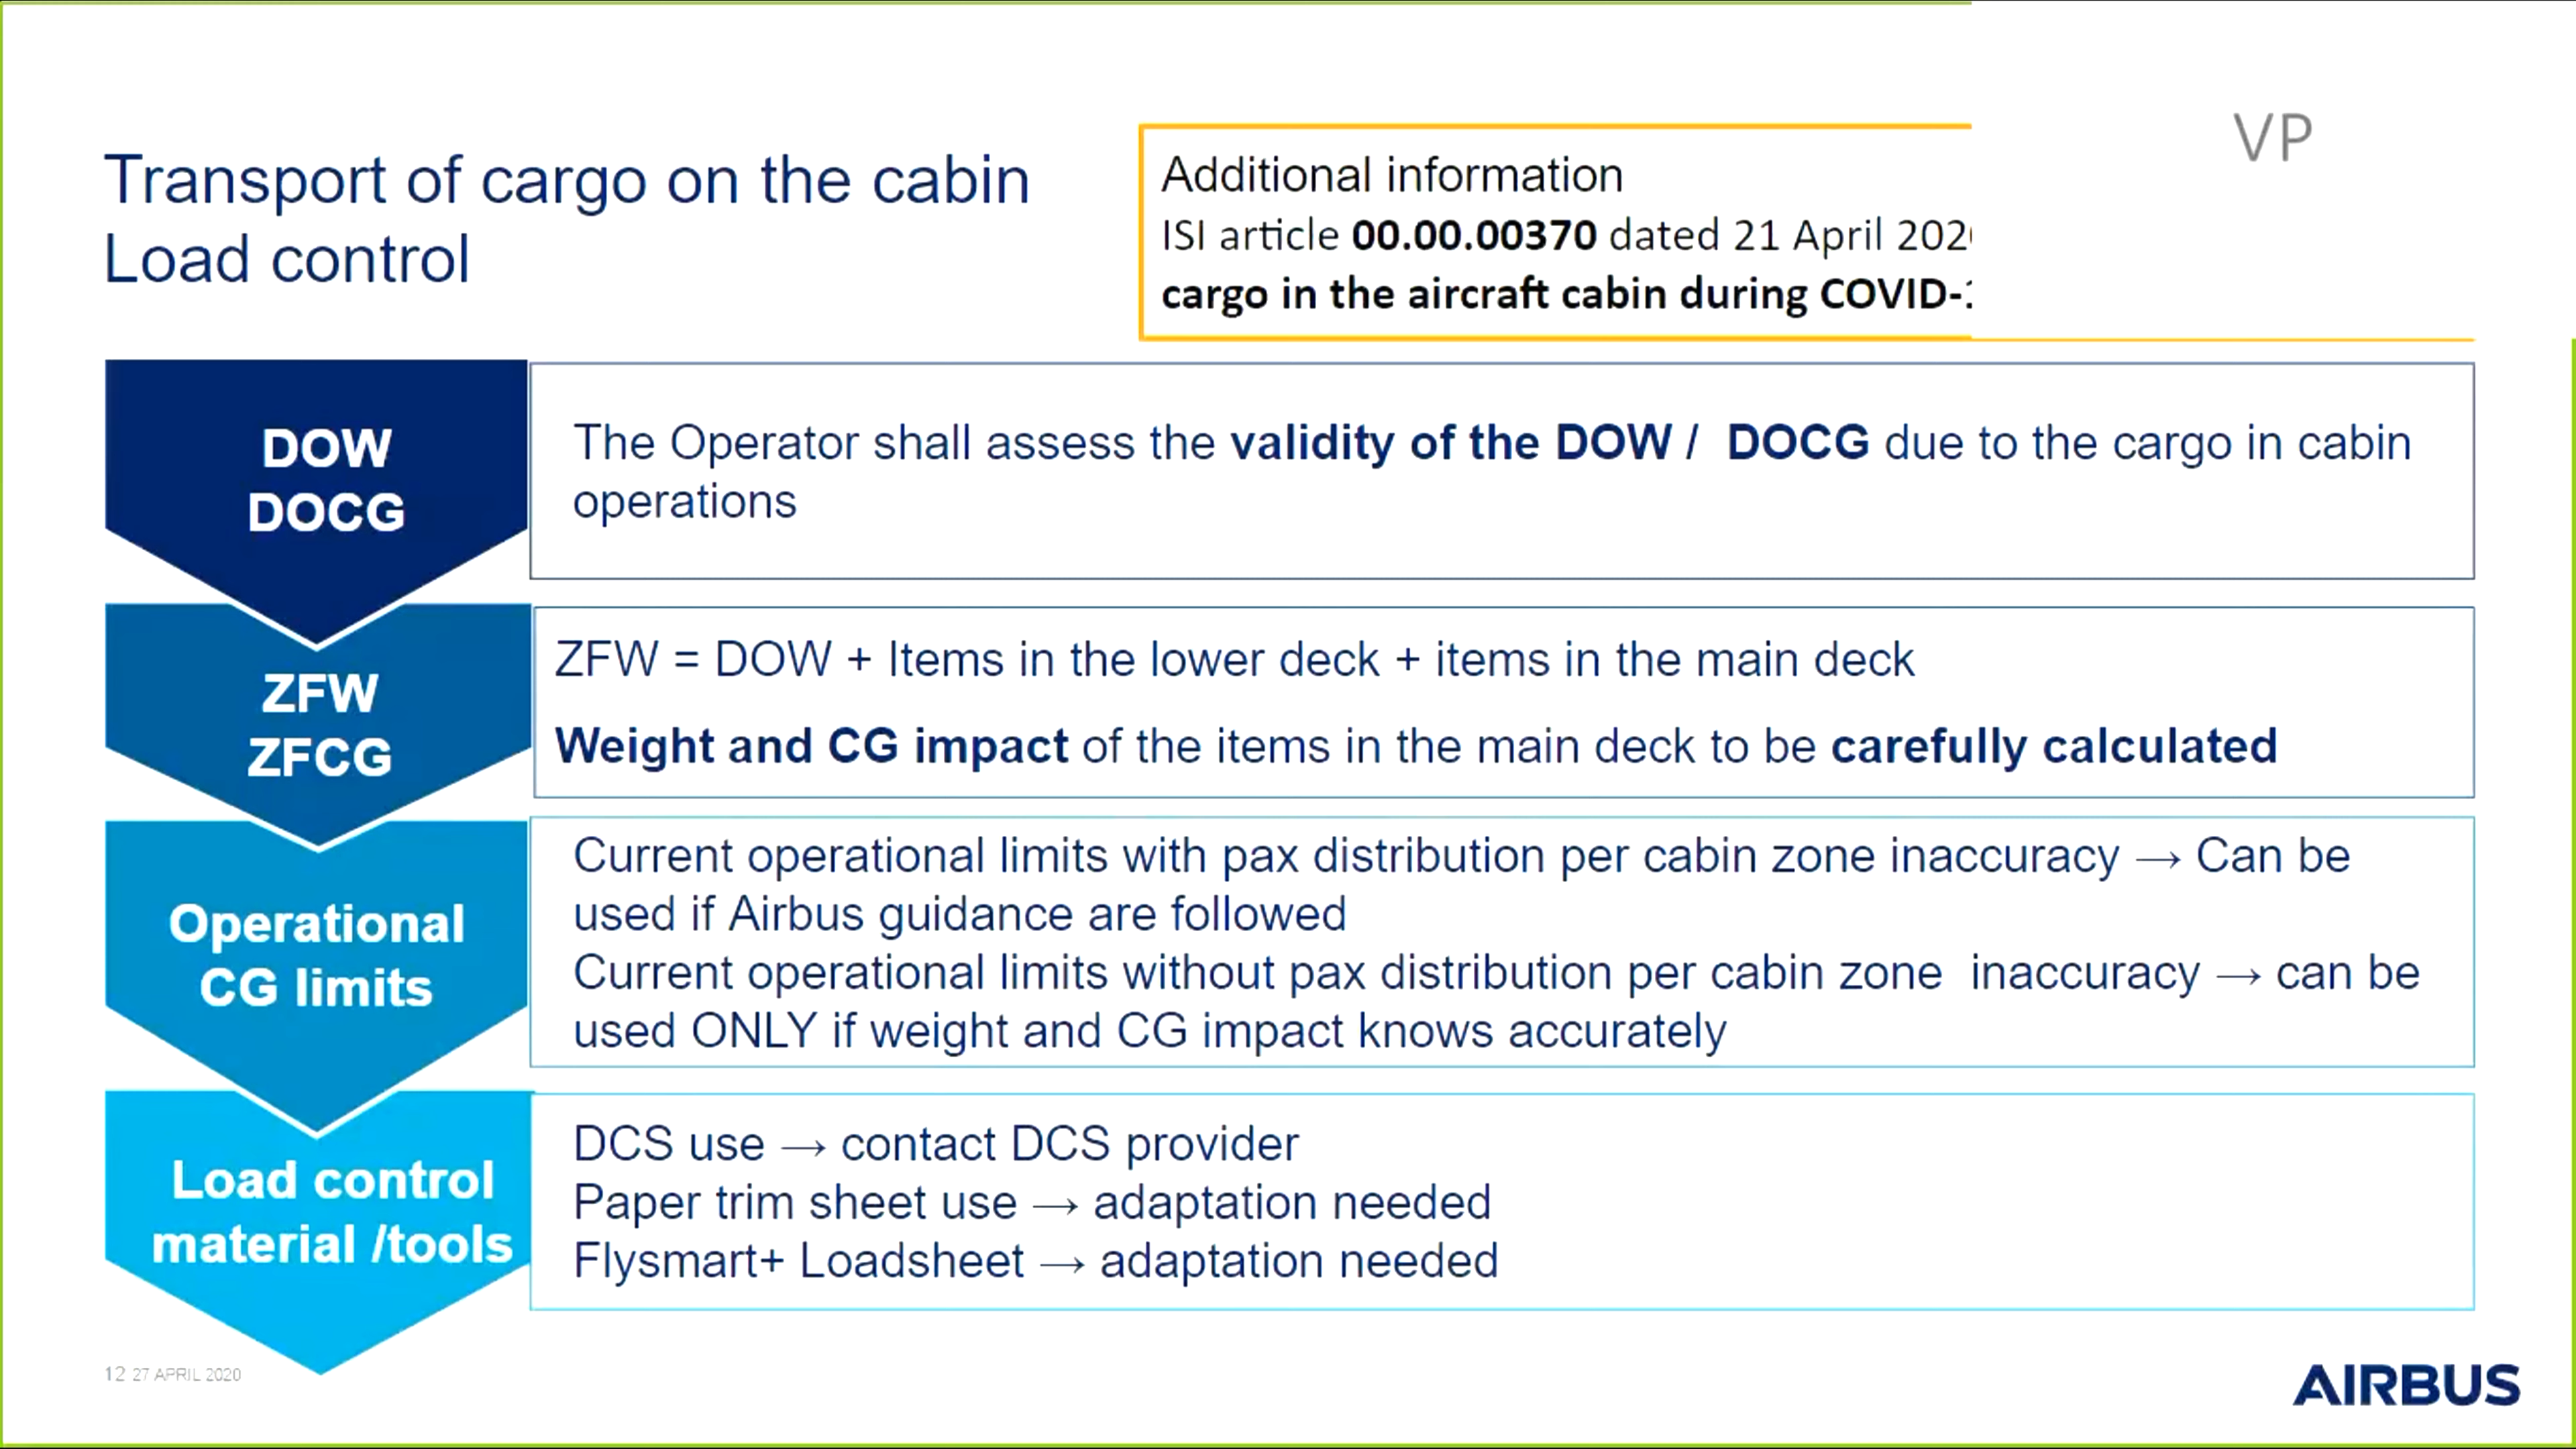 VP
Transport of cargo on the cabin
Load control
Additional information
ISI article 00.00.00370 dated 21 April
cargo in the aircraft cabin during
DOW
DOCG
The Operator shall assess the validity of the DOW / DOCG due to the cargo in cabin
operations
ZFW
ZFCG
ZFW = DOW + Items in the lower deck + items in the main deck
Weight and CG impact of the items in the main deck to be carefully calculated
Operational
CG limits
Current operational limits with pax distribution per cabin zone inaccuracy → Can be
used if Airbus guidance are followed
Current operational limits without pax distribution per cabin zone inaccuracy → can be
used ONLY if weight and CG impact knows accurately
Load control
material /tools
DCS use → contact DCS provider
Paper trim sheet use → adaptation needed
Flysmart+ Loadsheet → adaptation needed
12 27 APRIL 2020
AIRBUS